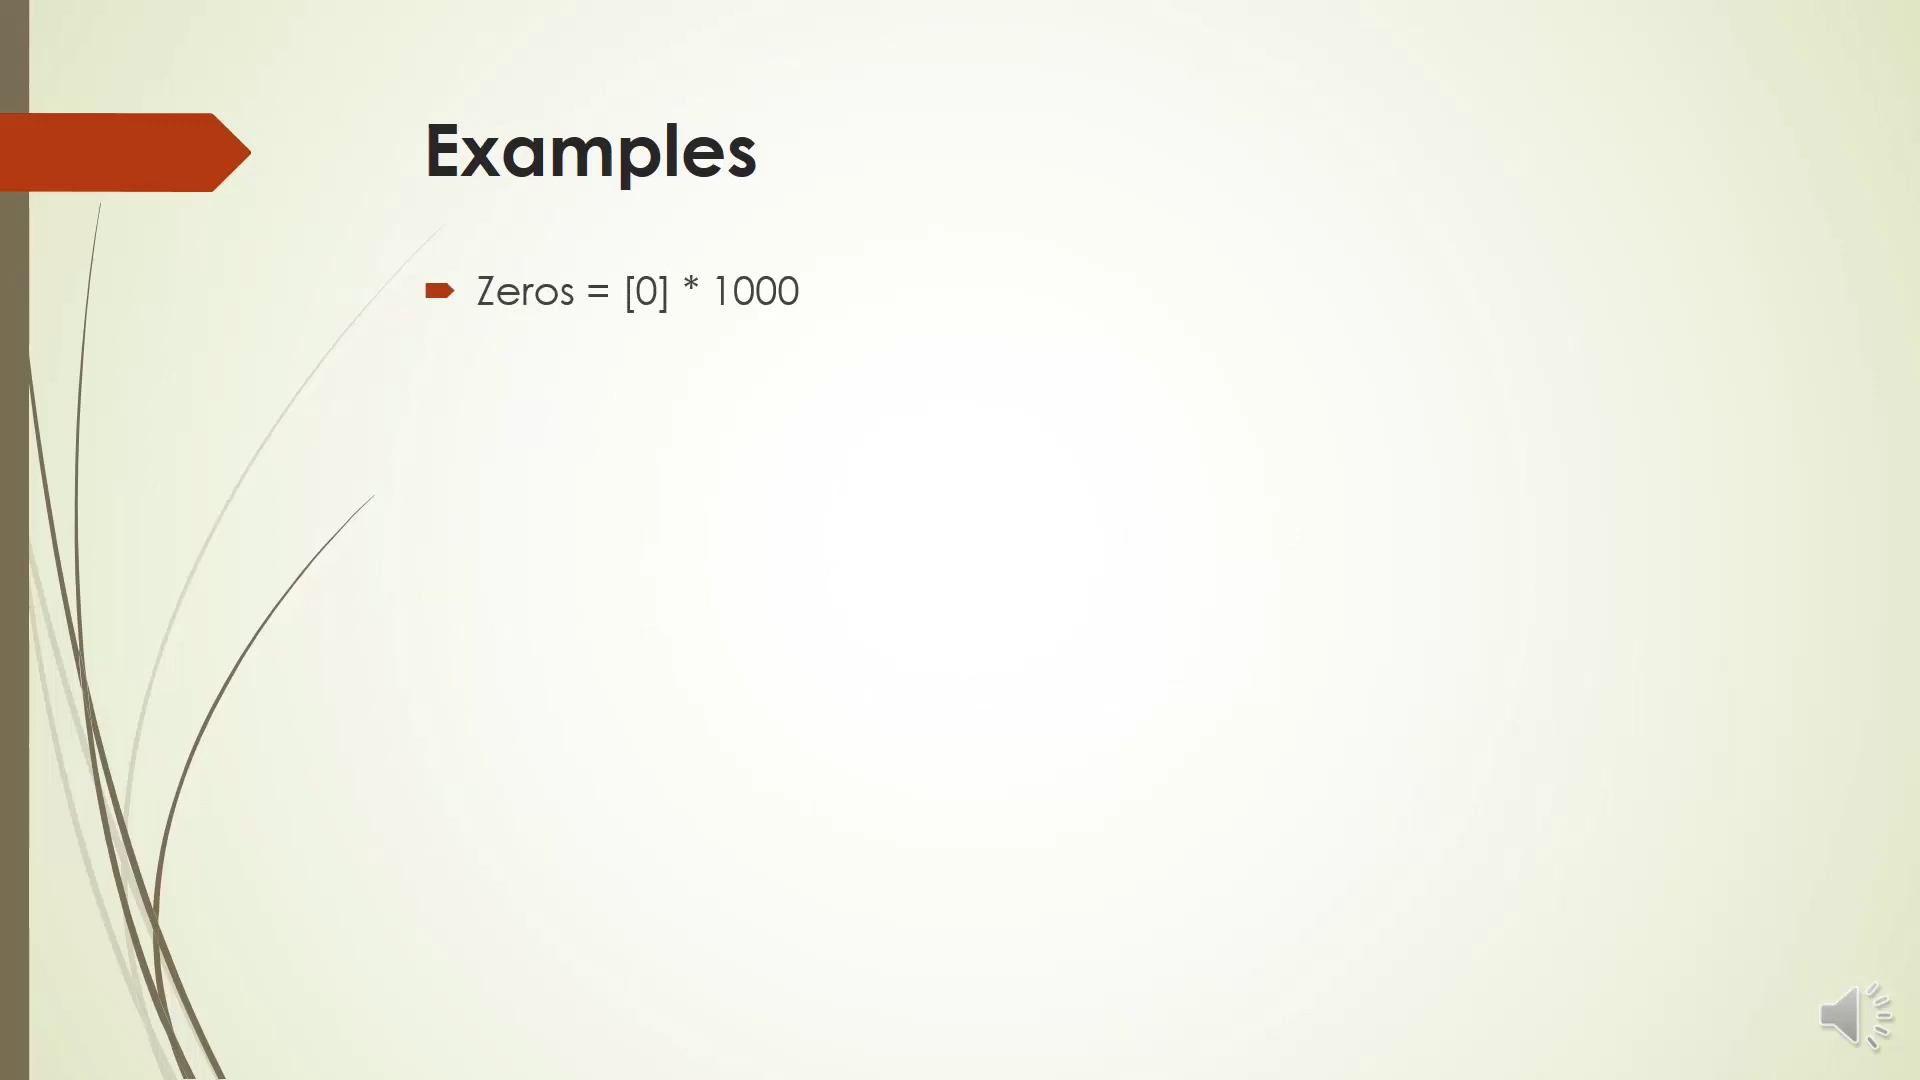 Examples
Zeros = [0] * 1000